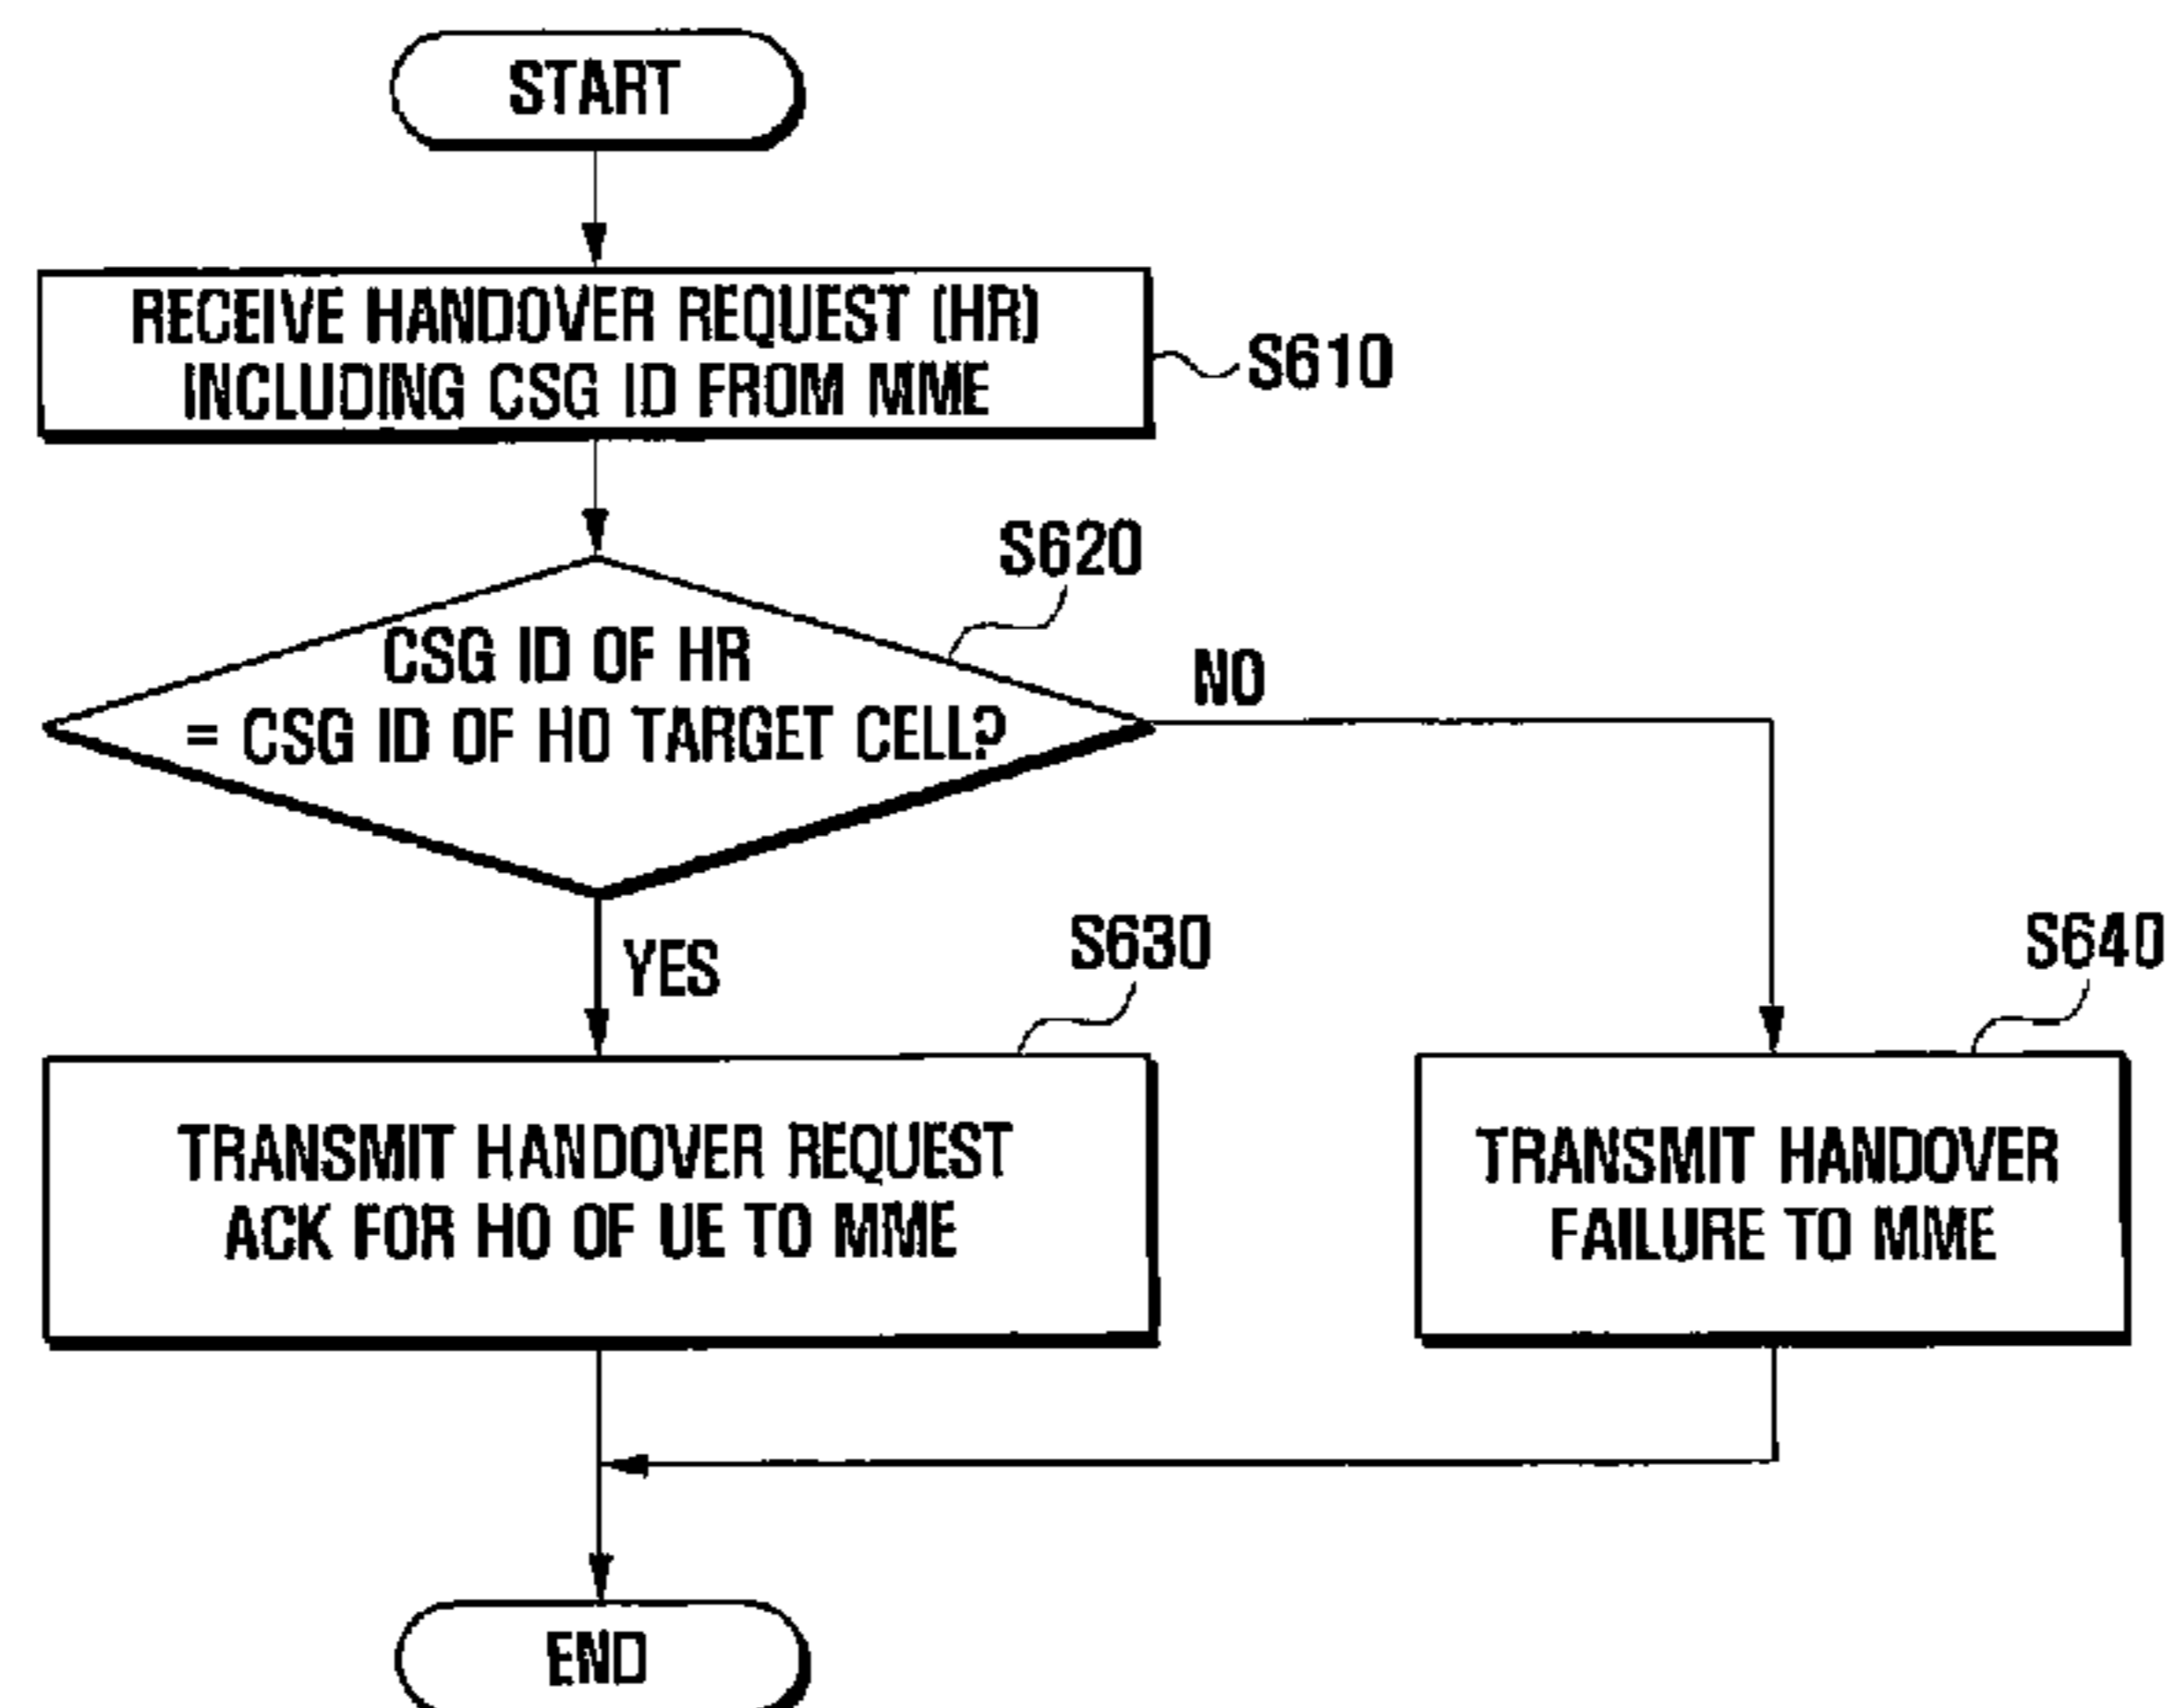 START
RECEIVE HANDOVER REQUEST (HR)
INCLUDING CSG ID FROM MME
S610
S620
CSG ID OF HR
= CSG ID OF HO TARGET CELL?
NO
YES
S630
S640
TRANSMIT HANDOVER REQUEST
ACK FOR HO OF UE TO MME
TRANSMIT HANDOVER
FAILURE TO MME
END